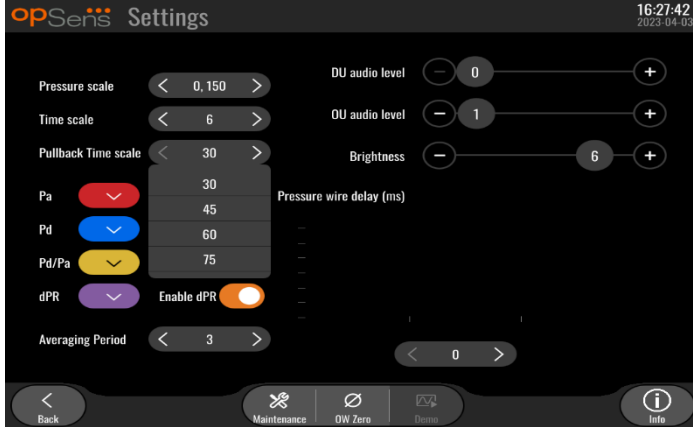 opSens Settings
16:27:42
2023-04-03
Pressure scale 0, 150
Time scale 6
Pullback Time scale 30
30
45
60
75
Pa
Pd
Pd/Pa
dPR Enable dPR
Averaging Period 3
DU audio level 0
OU audio level 1
Brightness 6
Pressure wire delay (ms)
0
Back
Maintenance
OW Zero
Demo
Info